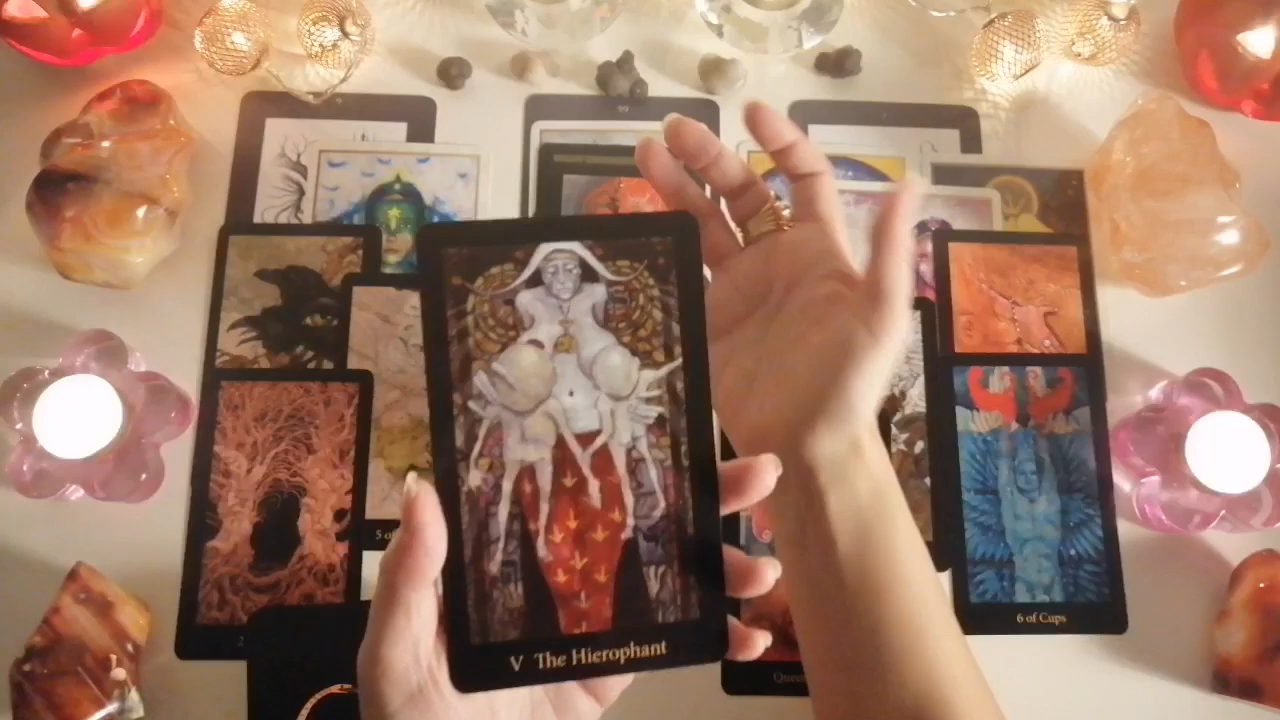 V The Hierophant
6 of Cups
5 of
Queen